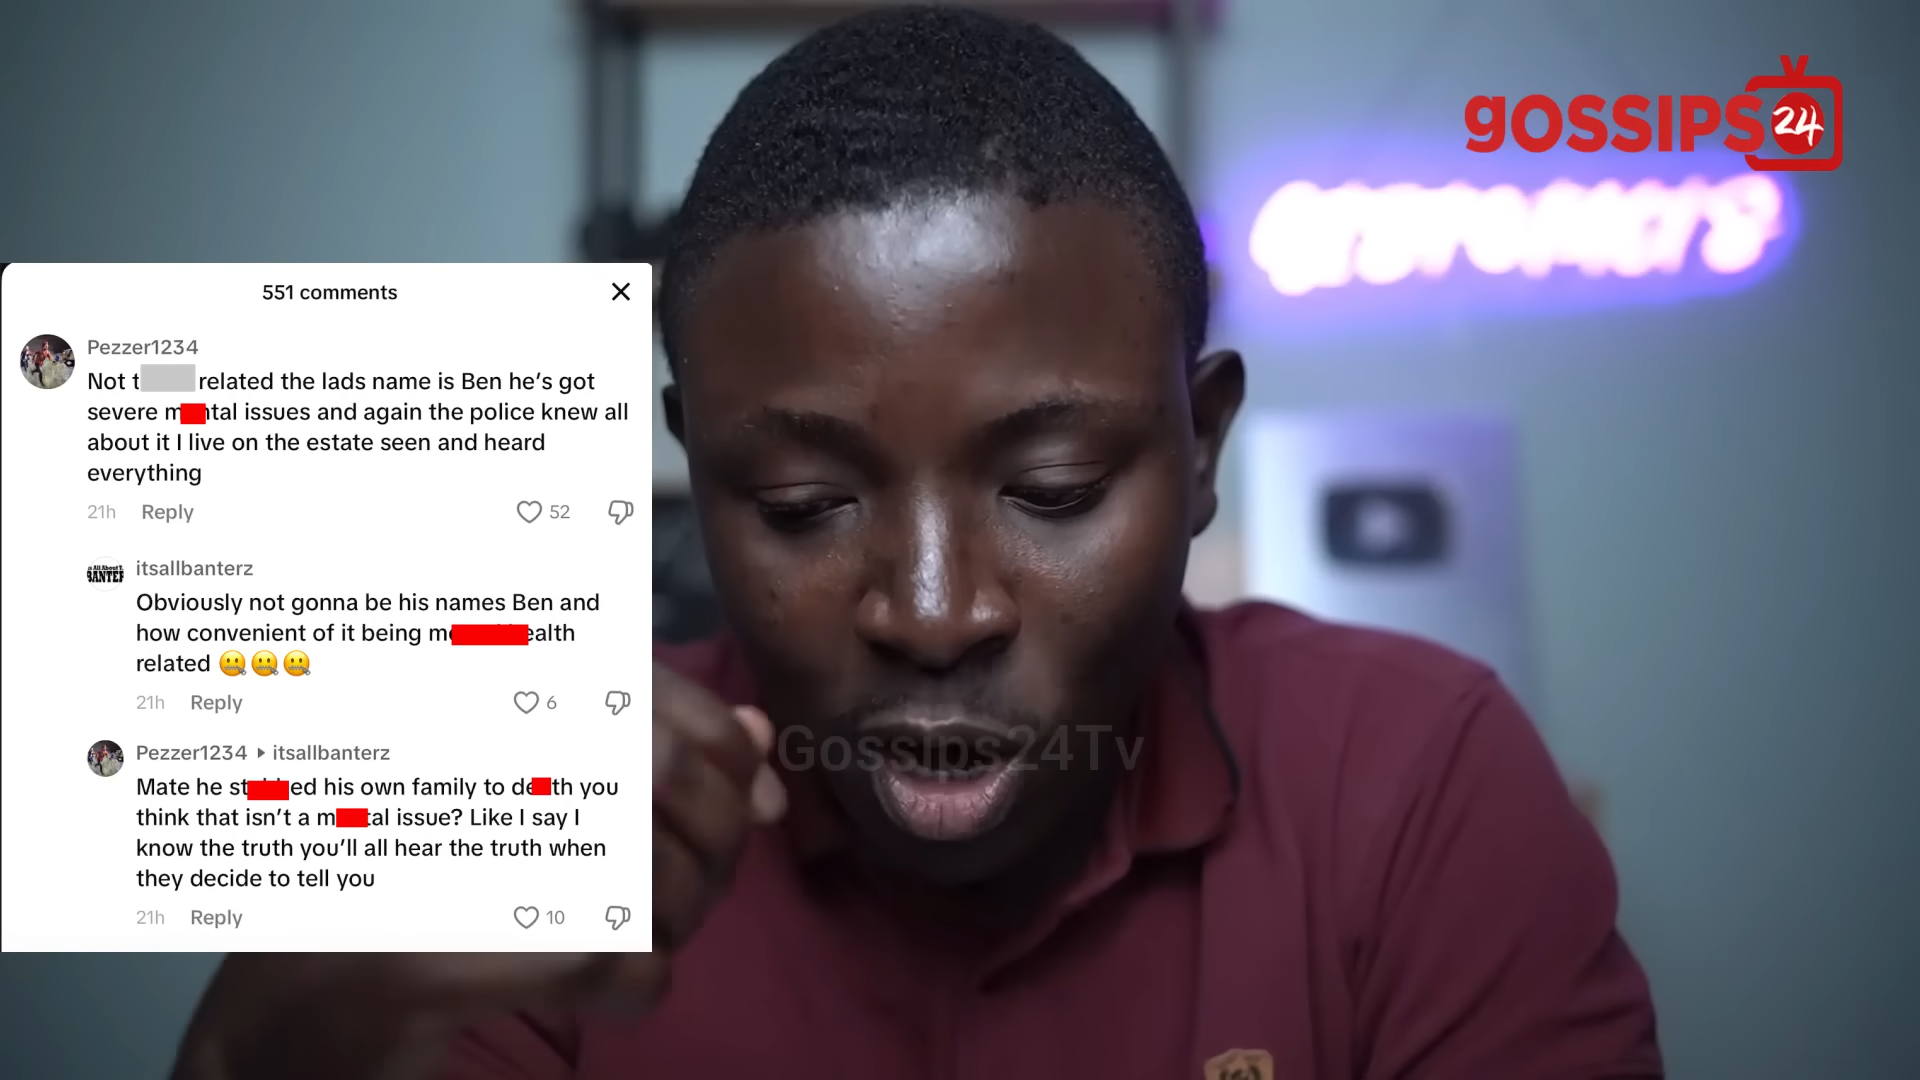 gOSSIPS24
551 comments
Pezzer1234
Not t related the lads name is Ben he’s got
severe m tal issues and again the police knew all
about it I live on the estate seen and heard
everything
21h Reply 52
itsallbanterz
Obviously not gonna be his names Ben and
how convenient of it being m ealth
related 🤐🤐🤐
21h Reply 6
Pezzer1234 ▸ itsallbanterz
Mate he st ed his own family to de th you
think that isn’t a m tal issue? Like I say I
know the truth you’ll all hear the truth when
they decide to tell you
21h Reply 10
Gossips24Tv